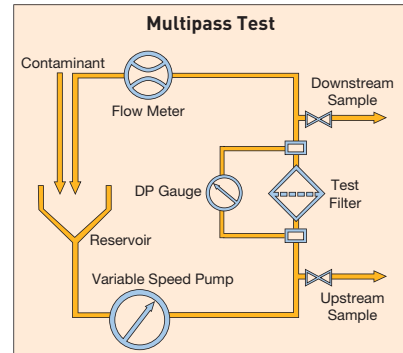 Multipass Test
Contaminant
Flow Meter
Downstream
Sample
DP Gauge
Test
Filter
Reservoir
Variable Speed Pump
Upstream
Sample